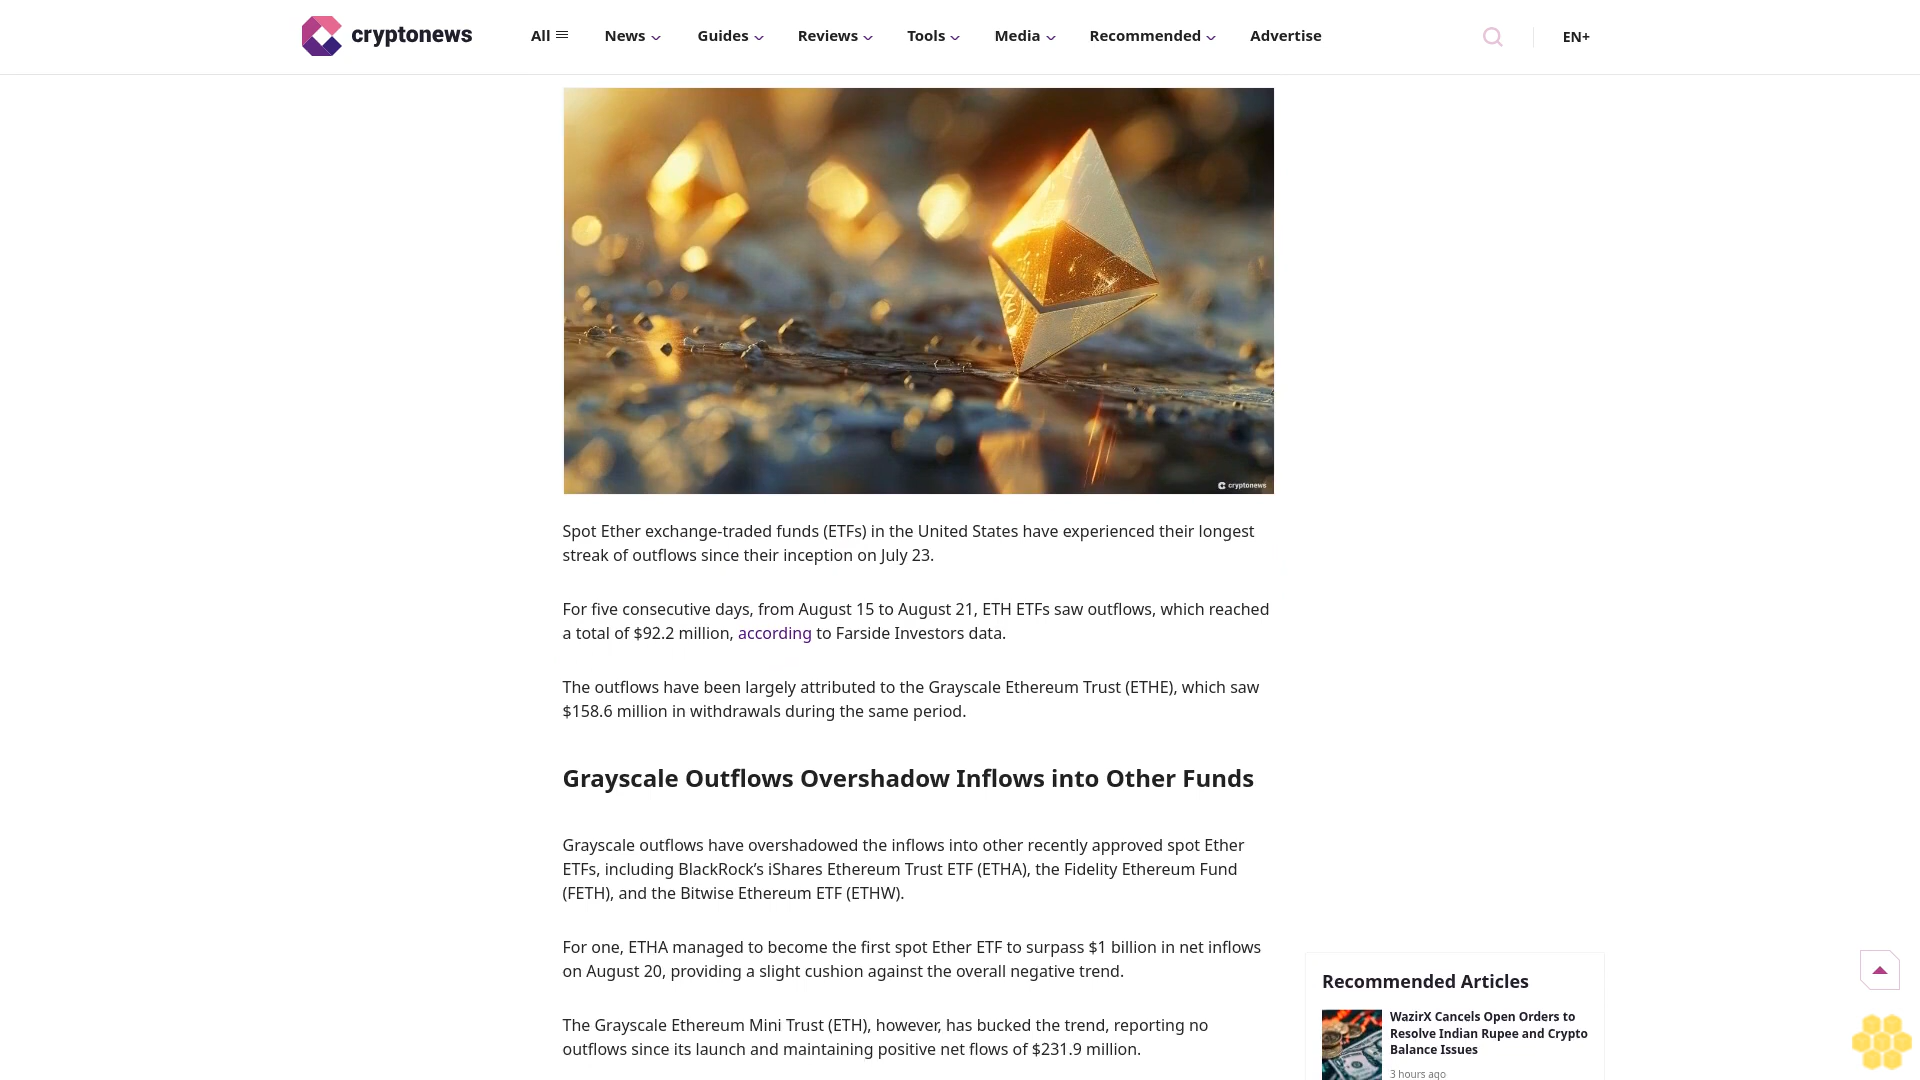 cryptonews
All
News
Guides
Reviews
Tools
Media
Recommended
Advertise
EN+
cryptonews
Spot Ether exchange-traded funds (ETFs) in the United States have experienced their longest
streak of outflows since their inception on July 23.
For five consecutive days, from August 15 to August 21, ETH ETFs saw outflows, which reached
a total of $92.2 million, according to Farside Investors data.
The outflows have been largely attributed to the Grayscale Ethereum Trust (ETHE), which saw
$158.6 million in withdrawals during the same period.
Grayscale Outflows Overshadow Inflows into Other Funds
Grayscale outflows have overshadowed the inflows into other recently approved spot Ether
ETFs, including BlackRock’s iShares Ethereum Trust ETF (ETHA), the Fidelity Ethereum Fund
(FETH), and the Bitwise Ethereum ETF (ETHW).
For one, ETHA managed to become the first spot Ether ETF to surpass $1 billion in net inflows
on August 20, providing a slight cushion against the overall negative trend.
The Grayscale Ethereum Mini Trust (ETH), however, has bucked the trend, reporting no
outflows since its launch and maintaining positive net flows of $231.9 million.
Recommended Articles
WazirX Cancels Open Orders to
Resolve Indian Rupee and Crypto
Balance Issues
3 hours ago